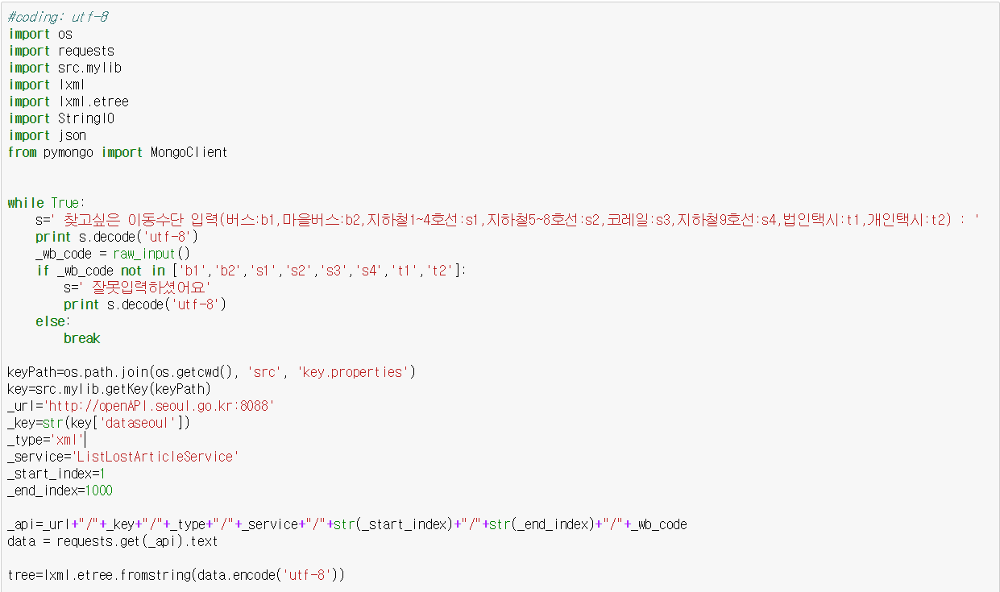 #coding: utf-8
import os
import requests
import src.mylib
import lxml
import lxml.etree
import StringIO
import json
from pymongo import MongoClient
while True:
    s=' 찾고싶은 이동수단 입력(버스:b1,마을버스:b2,지하철1~4호선:s1,지하철5~8호선:s2,코레일:s3,지하철9호선:s4,법인택시:t1,개인택시:t2) : '
    print s.decode('utf-8')
    _wb_code = raw_input()
    if _wb_code not in ['b1','b2','s1','s2','s3','s4','t1','t2']:
        s=' 잘못입력하셨어요'
        print s.decode('utf-8')
    else:
        break
keyPath=os.path.join(os.getcwd(), 'src', 'key.properties')
key=src.mylib.getKey(keyPath)
_url='http://openAPI.seoul.go.kr:8088'
_key=str(key['dataseoul'])
_type='xml'
_service='ListLostArticleService'
_start_index=1
_end_index=1000
_api=_url+"/"+_key+"/"+_type+"/"+_service+"/"+str(_start_index)+"/"+str(_end_index)+"/"+_wb_code
data = requests.get(_api).text
tree=lxml.etree.fromstring(data.encode('utf-8'))